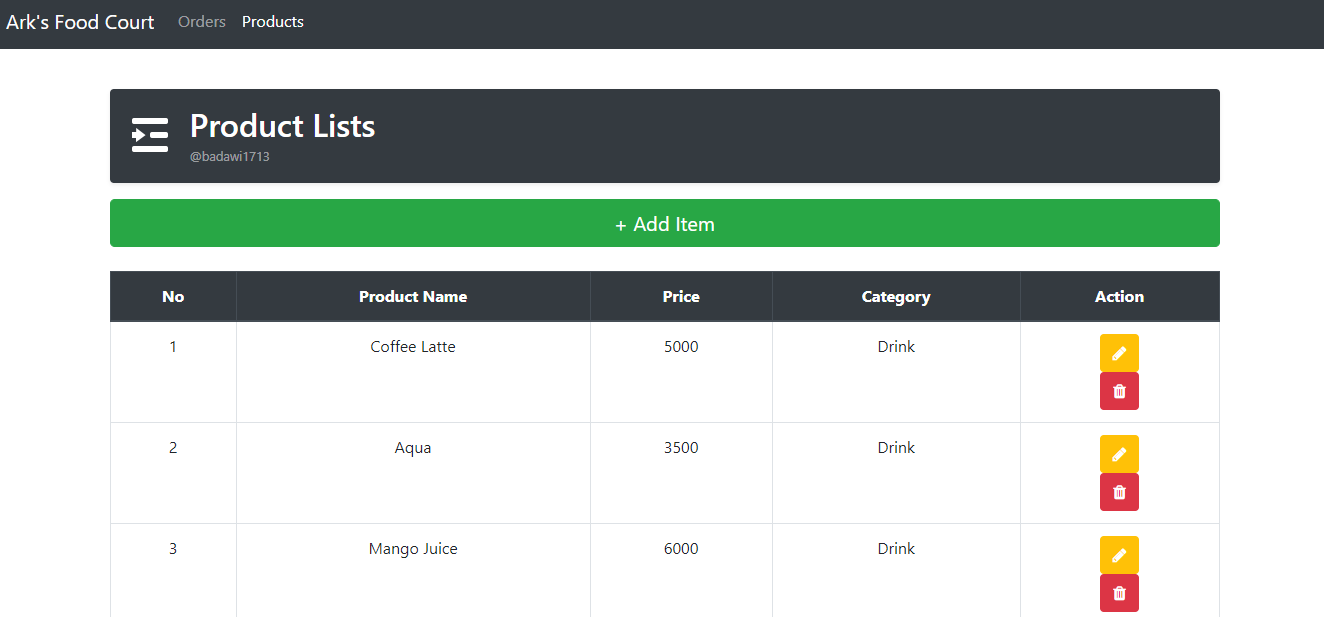 Ark's Food Court Orders Products
Product Lists
@badawi1713
+ Add Item
No Product Name Price Category Action
1 Coffee Latte 5000 Drink
2 Aqua 3500 Drink
3 Mango Juice 6000 Drink